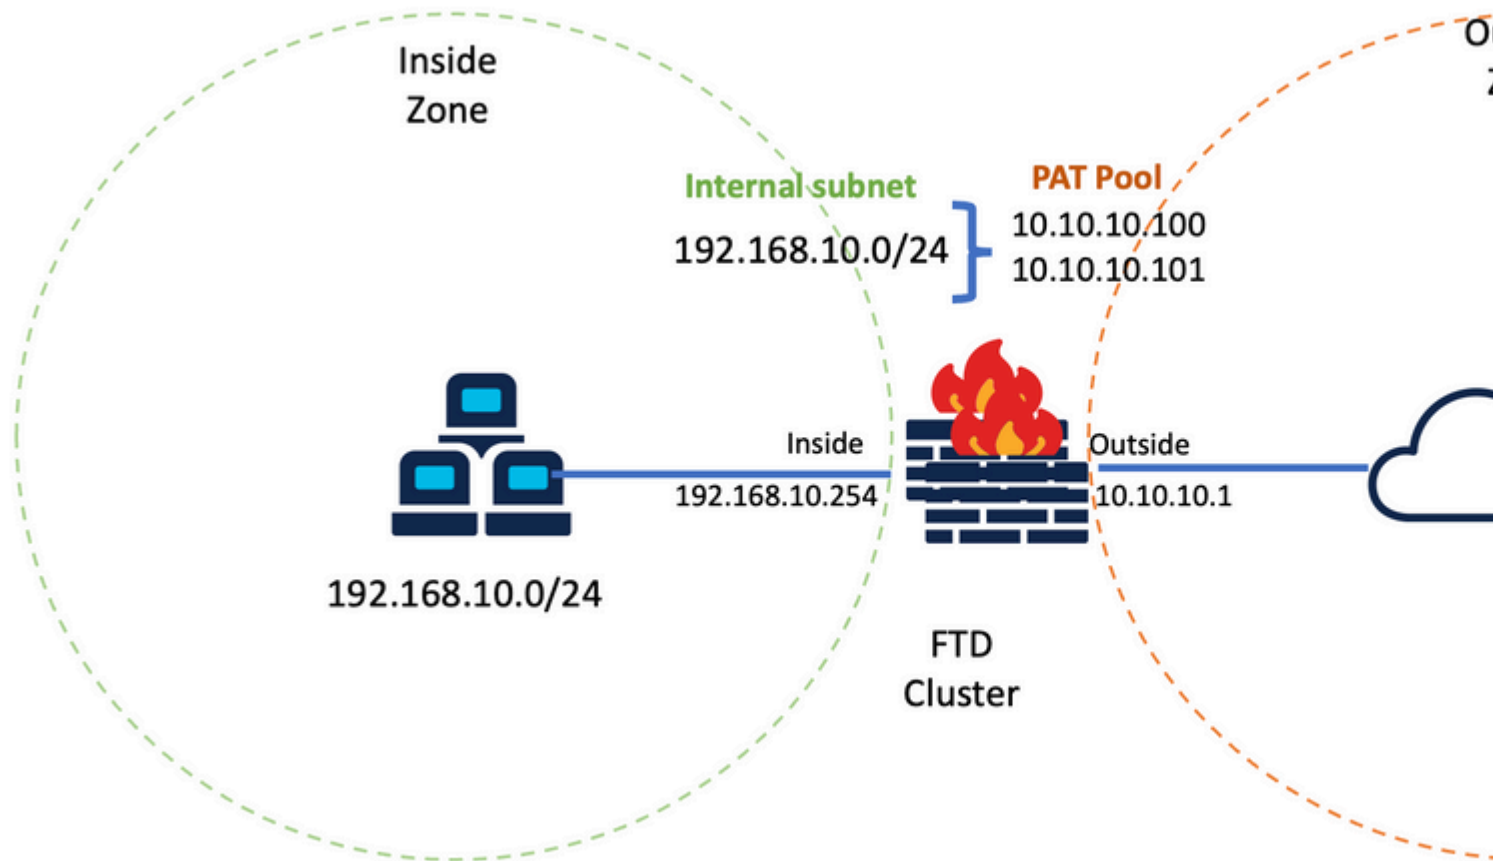 Inside
Zone
Internal subnet
192.168.10.0/24
PAT Pool
10.10.10.100
10.10.10.101
Inside
192.168.10.254
Outside
10.10.10.1
192.168.10.0/24
FTD
Cluster